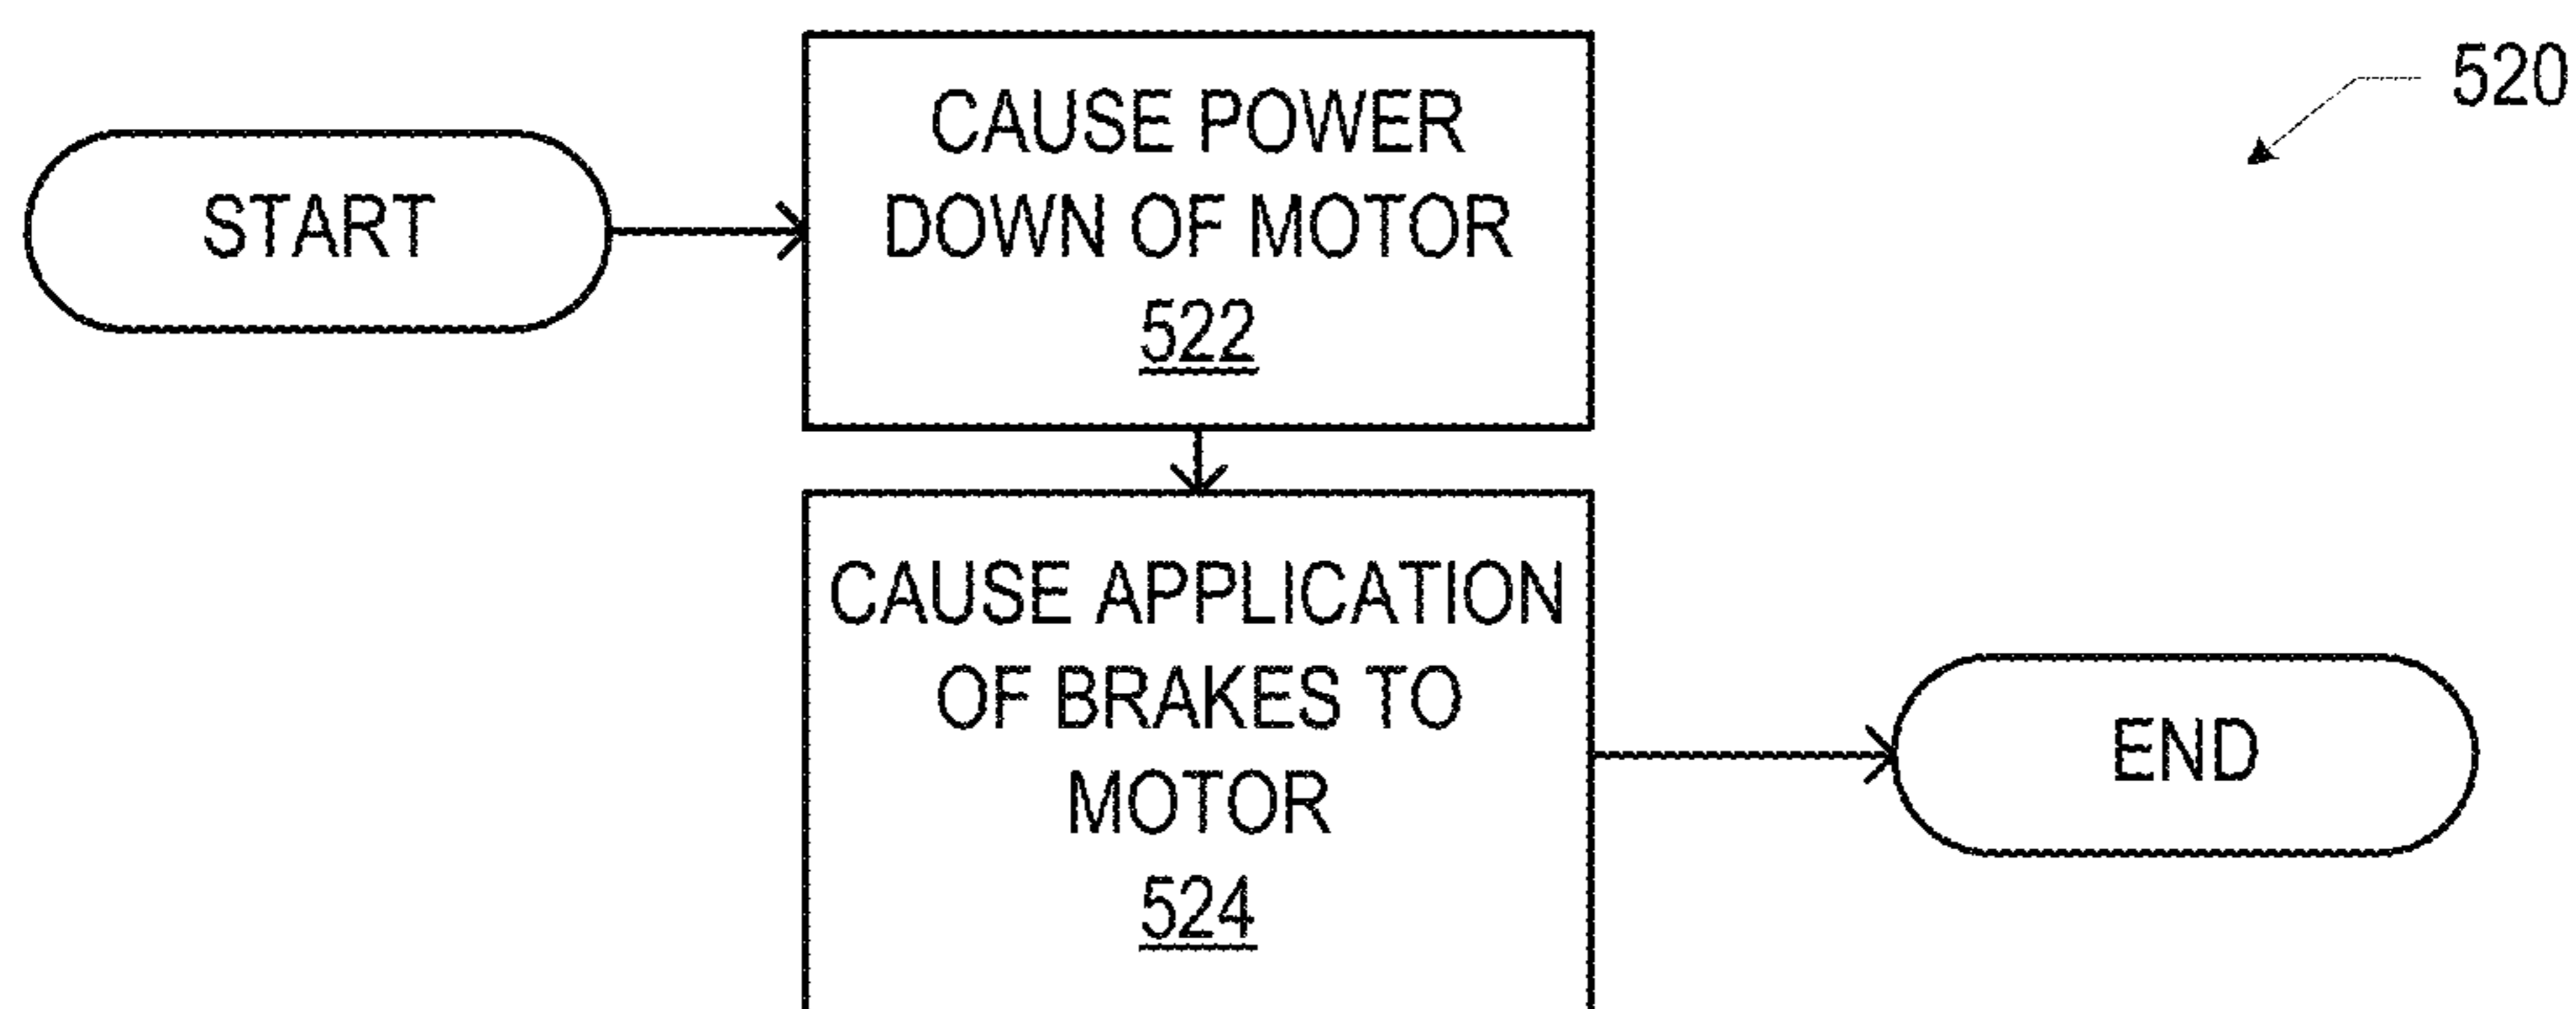 520
START
CAUSE POWER
DOWN OF MOTOR
522
CAUSE APPLICATION
OF BRAKES TO
MOTOR
524
END